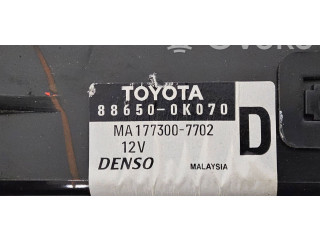 TOYOTA
88650-0K070
MA177300-7702
12V
D
DENSO
MALAYSIA